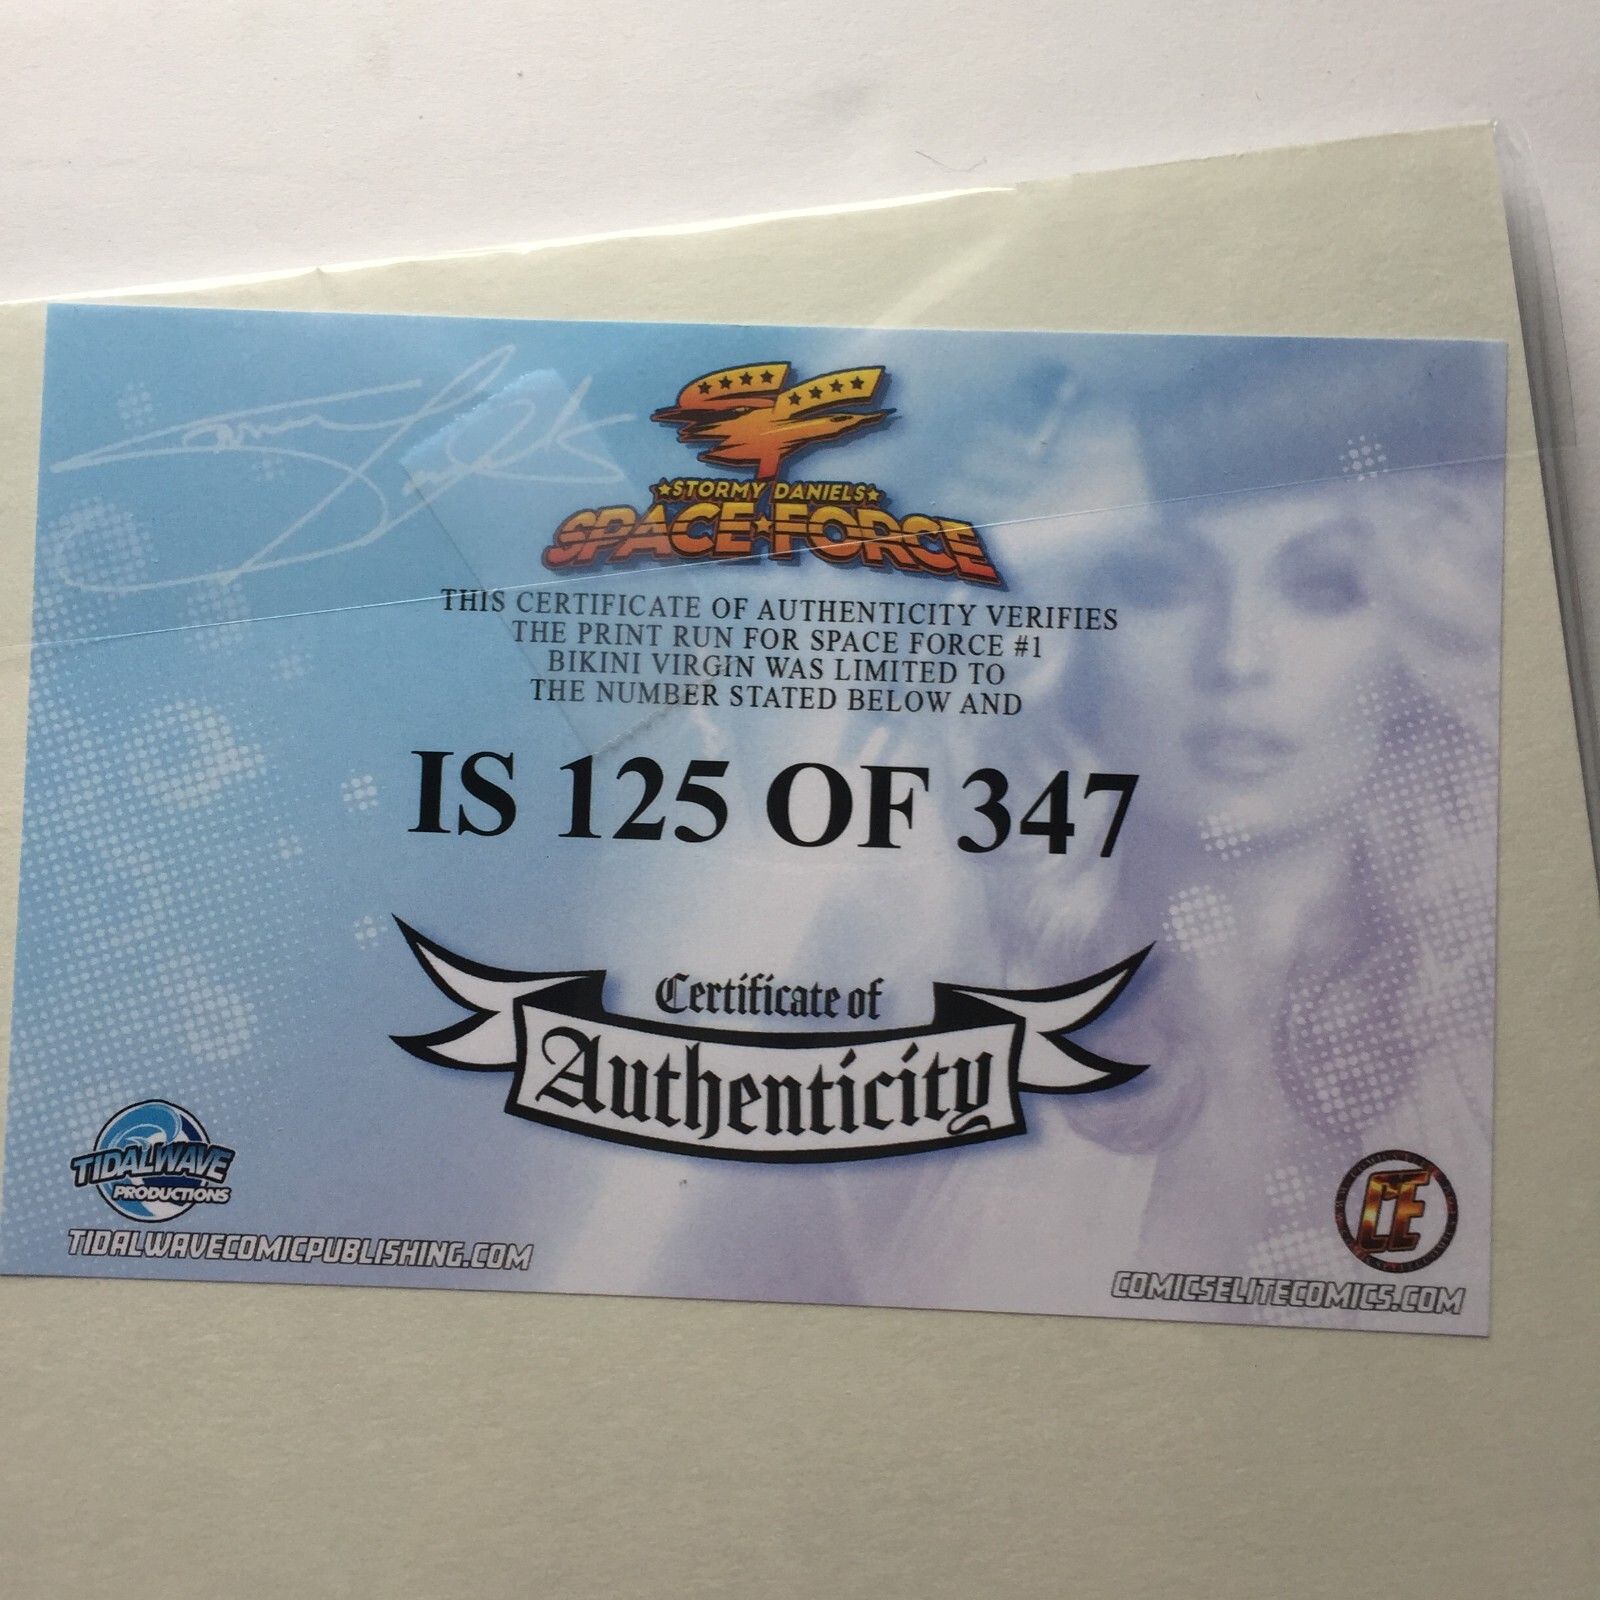 STORMY DANIELS
SPACE FORCE
THIS CERTIFICATE OF AUTHENTICITY VERIFIES
THE PRINT RUN FOR SPACE FORCE #1
BIKINI VIRGIN WAS LIMITED TO
THE NUMBER STATED BELOW AND
IS 125 OF 347
Certificate of
Authenticity
TIDALWAVE
PRODUCTIONS
TIDALWAVECOMICPUBLISHING.COM
CE
COMICSELITECOMICS.COM